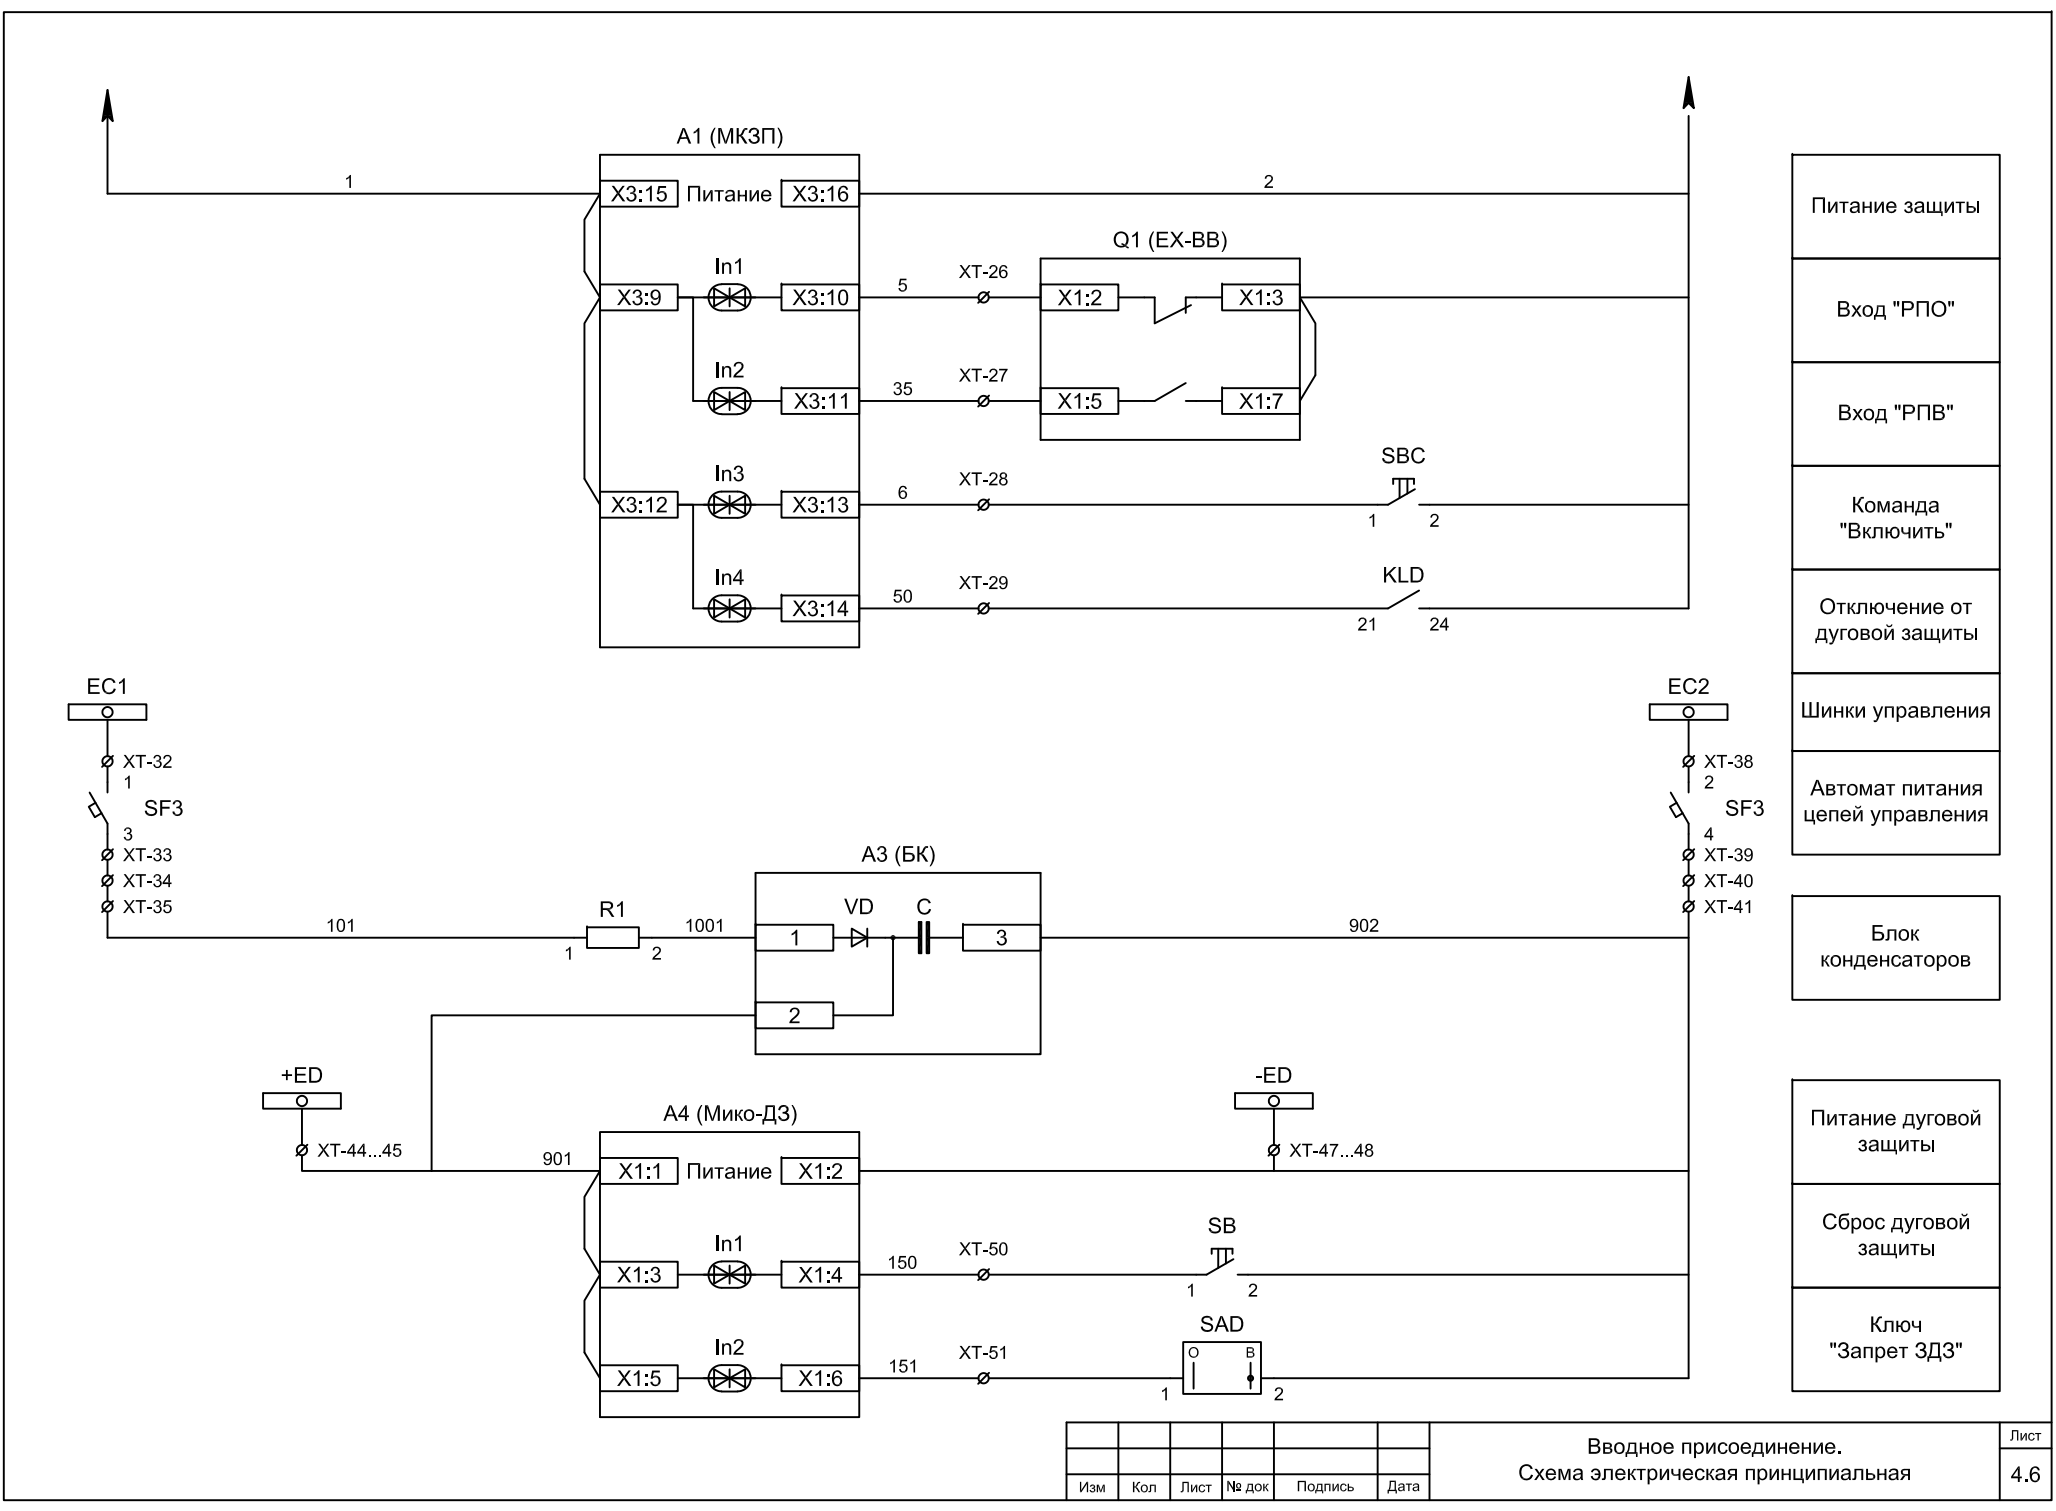 A1 (МКЗП)
1
X3:15 Питание X3:16
2
Питание защиты
Q1 (EX-BB)
In1
X3:9
X3:10
5
XT-26
X1:2
X1:3
Вход "РПО"
In2
X3:11
35
XT-27
X1:5
X1:7
Вход "РПВ"
In3
X3:12
X3:13
6
XT-28
SBC
1 2
Команда
"Включить"
In4
X3:14
50
XT-29
KLD
21 24
Отключение от
дуговой защиты
EC1
EC2
Шинки управления
XT-32
1
SF3
3
XT-33
XT-34
XT-35
XT-38
2
SF3
4
XT-39
XT-40
XT-41
Автомат питания
цепей управления
A3 (БК)
101
R1
1 2
1001
1
VD
C
3
902
2
Блок
конденсаторов
+ED
XT-44...45
-ED
XT-47...48
A4 (Мико-ДЗ)
901
X1:1 Питание X1:2
Питание дуговой
защиты
In1
X1:3
X1:4
150
XT-50
SB
1 2
Сброс дуговой
защиты
In2
X1:5
X1:6
151
XT-51
SAD
О В
1 2
Ключ
"Запрет ЗДЗ"
Изм Кол Лист № док Подпись Дата
Вводное присоединение.
Схема электрическая принципиальная
Лист
4.6